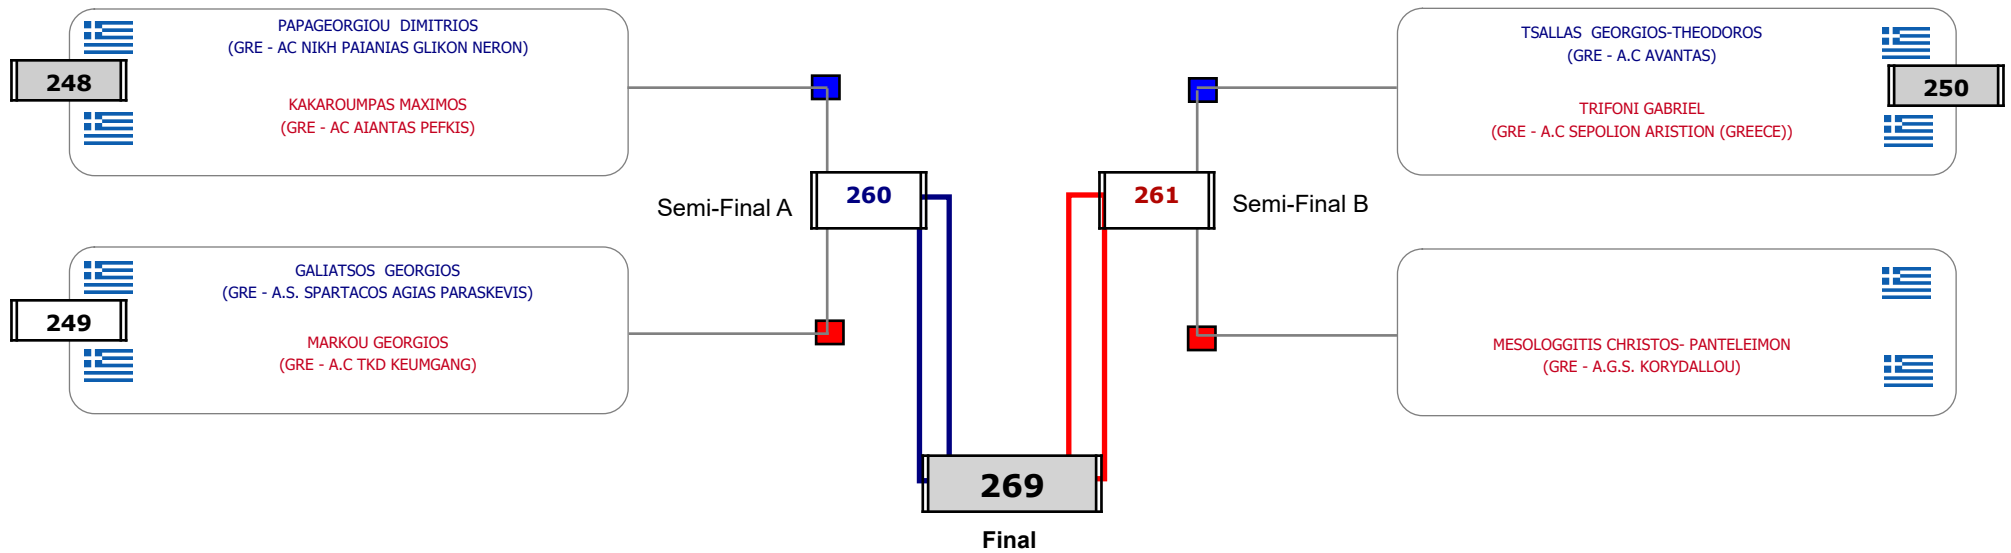 PAPAGEORGIOU DIMITRIOS
(GRE - AC NIKH PAIANIAS GLIKON NERON)
248
KAKAROUMPAS MAXIMOS
(GRE - AC AIANTAS PEFKIS)
GALIATSOS GEORGIOS
(GRE - A.S. SPARTACOS AGIAS PARASKEVIS)
249
MARKOU GEORGIOS
(GRE - A.C TKD KEUMGANG)
Semi-Final A
260
261
Semi-Final B
TSALLAS GEORGIOS-THEODOROS
(GRE - A.C AVANTAS)
250
TRIFONI GABRIEL
(GRE - A.C SEPOLION ARISTION (GREECE))
MESOLOGGITIS CHRISTOS- PANTELEIMON
(GRE - A.G.S. KORYDALLOU)
269
Final